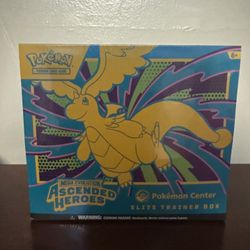 Pokémon
TRADING CARD GAME
6+
MEGA EVOLUTION
ASCENDED HEROES
Pokémon Center
ELITE TRAINER BOX
WARNING: